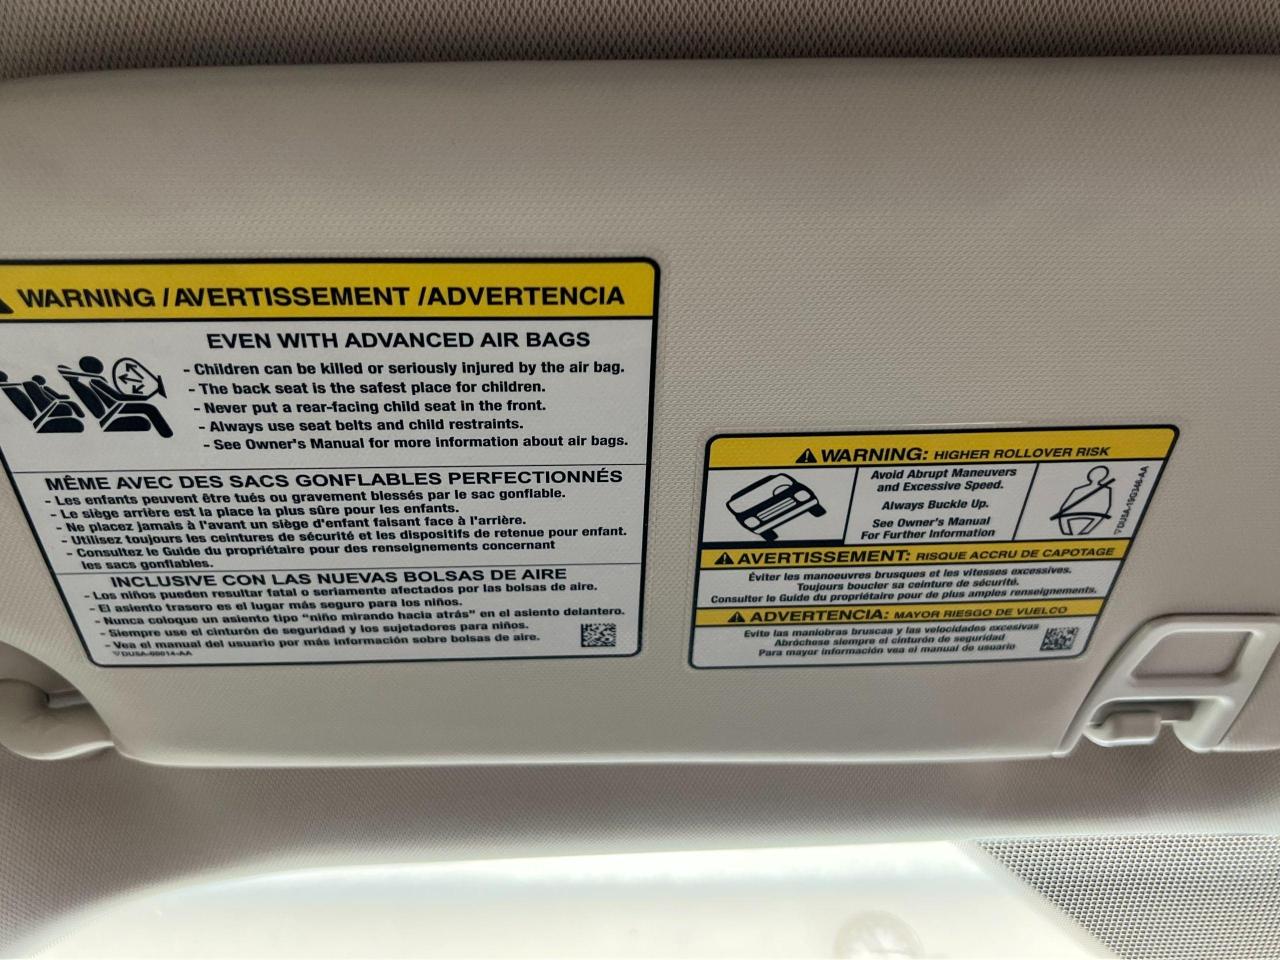 WARNING / AVERTISSEMENT / ADVERTENCIA
EVEN WITH ADVANCED AIR BAGS
- Children can be killed or seriously injured by the air bag.
- The back seat is the safest place for children.
- Never put a rear-facing child seat in the front.
- Always use seat belts and child restraints.
- See Owner's Manual for more information about air bags.
MÊME AVEC DES SACS GONFLABLES PERFECTIONNÉS
- Les enfants peuvent être tués ou gravement blessés par le sac gonflable.
- Le siège arrière est la place la plus sûre pour les enfants.
- Ne placez jamais à l'avant un siège d'enfant faisant face à l'arrière.
- Utilisez toujours les ceintures de sécurité et les dispositifs de retenue pour enfant.
- Consultez le Guide du propriétaire pour des renseignements concernant
les sacs gonflables.
INCLUSIVE CON LAS NUEVAS BOLSAS DE AIRE
- Los niños pueden resultar fatal o seriamente afectados por las bolsas de aire.
- El asiento trasero es el lugar más seguro para los niños.
- Nunca coloque un asiento tipo "niño mirando hacia atrás" en el asiento delantero.
- Siempre use el cinturón de seguridad y los sujetadores para niños.
- Vea el manual del usuario por más información sobre bolsas de aire.
WARNING: HIGHER ROLLOVER RISK
Avoid Abrupt Maneuvers
and Excessive Speed.
Always Buckle Up.
See Owner's Manual
For Further Information
AVERTISSEMENT: RISQUE ACCRU DE CAPOTAGE
Éviter les manoeuvres brusques et les vitesses excessives.
Toujours boucler sa ceinture de sécurité.
Consulter le Guide du propriétaire pour de plus amples renseignements.
ADVERTENCIA: MAYOR RIESGO DE VUELCO
Evite las maniobras bruscas y las velocidades excesivas
Abróchese siempre el cinturón de seguridad
Para mayor información vea el manual de usuario